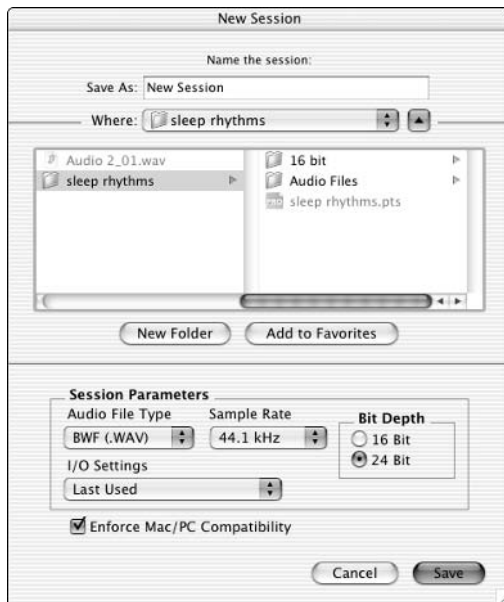 New Session
Name the session:
Save As: New Session
Where: sleep rhythms
Audio 2_01.wav
sleep rhythms
16 bit
Audio Files
sleep rhythms.pts
New Folder
Add to Favorites
Session Parameters
Audio File Type
Sample Rate
Bit Depth
BWF (.WAV)
44.1 kHz
16 Bit
24 Bit
I/O Settings
Last Used
Enforce Mac/PC Compatibility
Cancel
Save